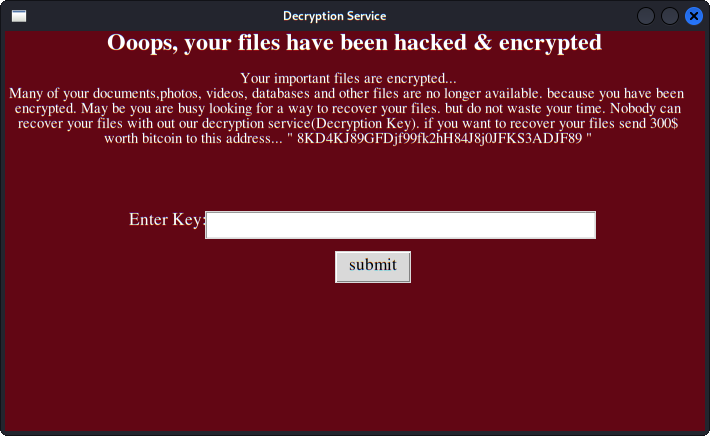 Decryption Service
Ooops, your files have been hacked & encrypted
Your important files are encrypted...
Many of your documents,photos, videos, databases and other files are no longer available. because you have been
encrypted. May be you are busy looking for a way to recover your files. but do not waste your time. Nobody can
recover your files with out our decryption service(Decryption Key). if you want to recover your files send 300$
worth bitcoin to this address... " 8KD4KJ89GFDjf99fk2hH84J8j0JFKS3ADJF89 "
Enter Key:
submit